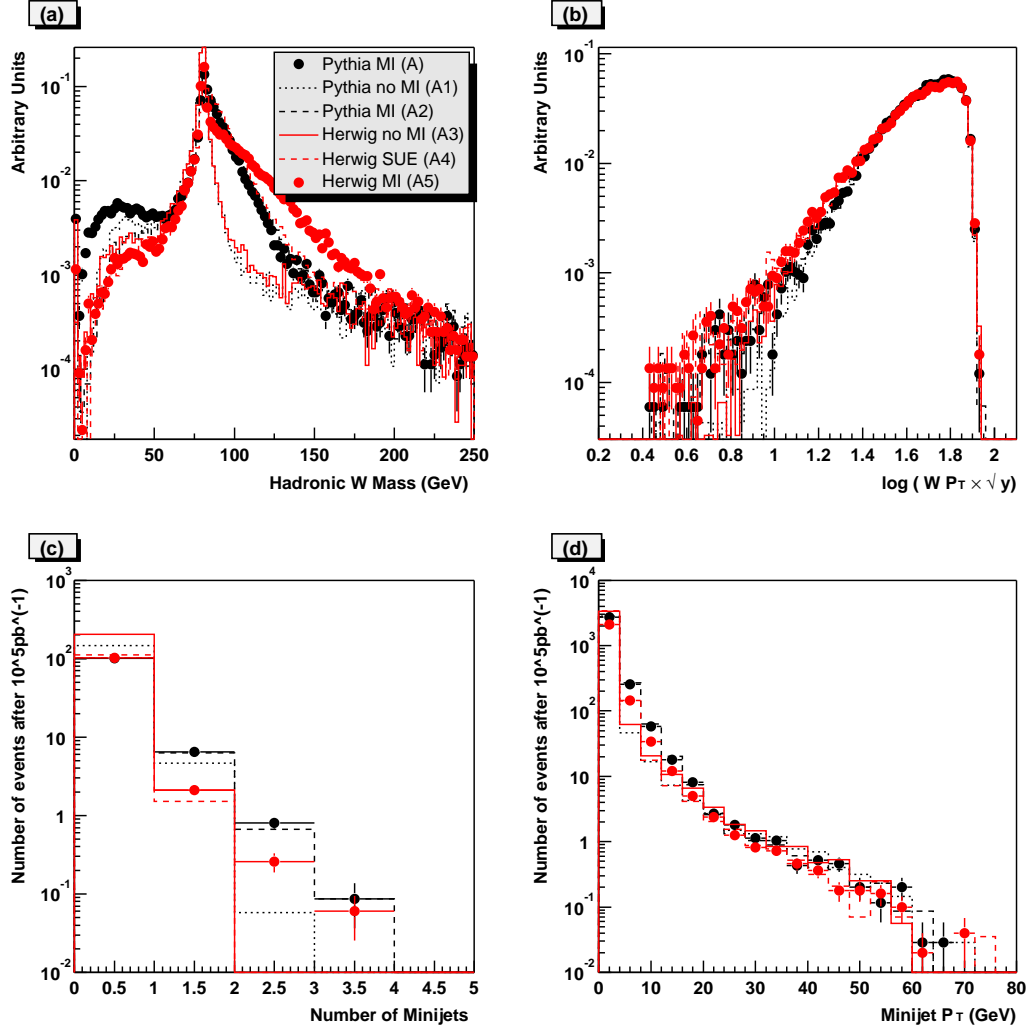 (a)
Arbitrary Units
10^-1
10^-2
10^-3
10^-4
Pythia MI (A)
Pythia no MI (A1)
Pythia MI (A2)
Herwig no MI (A3)
Herwig SUE (A4)
Herwig MI (A5)
0 50 100 150 200 250
Hadronic W Mass (GeV)
(b)
Arbitrary Units
10^-1
10^-2
10^-3
10^-4
0.2 0.4 0.6 0.8 1 1.2 1.4 1.6 1.8 2
log ( W PT × √ y)
(c)
Number of events after 10^5pb^(-1)
10^3
10^2
10
1
10^-1
10^-2
0 0.5 1 1.5 2 2.5 3 3.5 4 4.5 5
Number of Minijets
(d)
Number of events after 10^5pb^(-1)
10^4
10^3
10^2
10
1
10^-1
10^-2
0 10 20 30 40 50 60 70 80
Minijet PT (GeV)